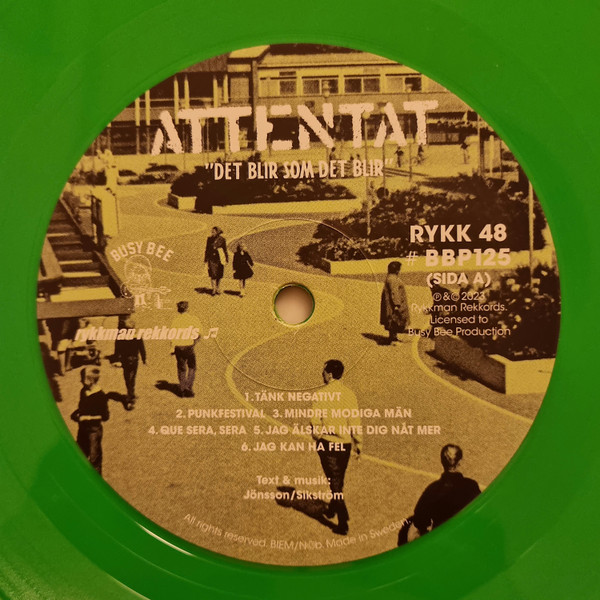 ATTENTAT
"DET BLIR SOM DET BLIR"
RYKK 48
# BBP125
(SIDA A)
℗&© 2023
Rykkman Rekkords.
Licensed to
Busy Bee Production
BUSY BEE
rykkman rekkords ♫
1. TÄNK NEGATIVT
2. PUNKFESTIVAL 3. MINDRE MODIGA MÄN
4. QUE SERA, SERA 5. JAG ÄLSKAR INTE DIG NÅT MER
6. JAG KAN HA FEL
Text & musik:
Jönsson/Sikström
All rights reserved. BIEM/N©b. Made in Sweden.